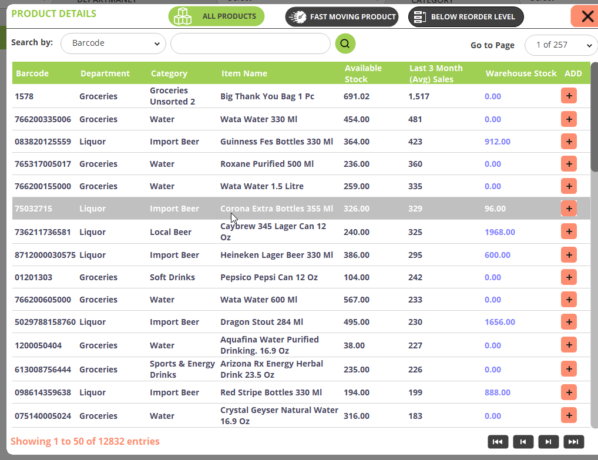 PRODUCT DETAILS
ALL PRODUCTS
FAST MOVING PRODUCT
BELOW REORDER LEVEL
Search by: Barcode
Go to Page 1 of 257
Barcode Department Category Item Name Available Stock Last 3 Month (Avg) Sales Warehouse Stock ADD
1578 Groceries Groceries Unsorted 2 Big Thank You Bag 1 Pc 691.02 1,517 0.00 +
766200335006 Groceries Water Wata Water 330 Ml 454.00 481 0.00 +
083820125559 Liquor Import Beer Guinness Fes Bottles 330 Ml 364.00 423 912.00 +
765317005017 Groceries Water Roxane Purified 500 Ml 236.00 360 0.00 +
766200155000 Groceries Water Wata Water 1.5 Litre 259.00 335 0.00 +
75032715 Liquor Import Beer Corona Extra Bottles 355 Ml 326.00 329 96.00 +
736211736581 Liquor Local Beer Caybrew 345 Lager Can 12 Oz 240.00 325 1968.00 +
8712000030575 Liquor Import Beer Heineken Lager Beer 330 Ml 386.00 295 600.00 +
01201303 Groceries Soft Drinks Pepsico Pepsi Can 12 Oz 104.00 242 0.00 +
766200605000 Groceries Water Wata Water 600 Ml 567.00 233 0.00 +
5029788158760 Liquor Import Beer Dragon Stout 284 Ml 495.00 230 1656.00 +
1200050404 Groceries Water Aquafina Water Purified Drinking. 16.9 Oz 38.00 227 0.00 +
613008756444 Groceries Sports & Energy Drinks Arizona Rx Energy Herbal Drink 23.5 Oz 235.00 226 0.00 +
098614359638 Liquor Import Beer Red Stripe Bottles 330 Ml 194.00 199 888.00 +
075140005024 Groceries Water Crystal Geyser Natural Water 16.9 Oz 316.00 183 0.00 +
Showing 1 to 50 of 12832 entries